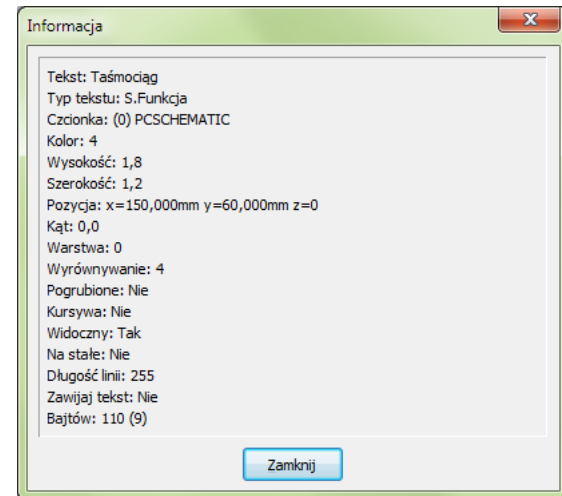 Informacja
Tekst: Taśmociąg
Typ tekstu: S.Funkcja
Czcionka: (0) PCSCHEMATIC
Kolor: 4
Wysokość: 1,8
Szerokość: 1,2
Pozycja: x=150,000mm y=60,000mm z=0
Kąt: 0,0
Warstwa: 0
Wyrównywanie: 4
Pogrubione: Nie
Kursywa: Nie
Widoczny: Tak
Na stałe: Nie
Długość linii: 255
Zawijaj tekst: Nie
Bajtów: 110 (9)
Zamknij